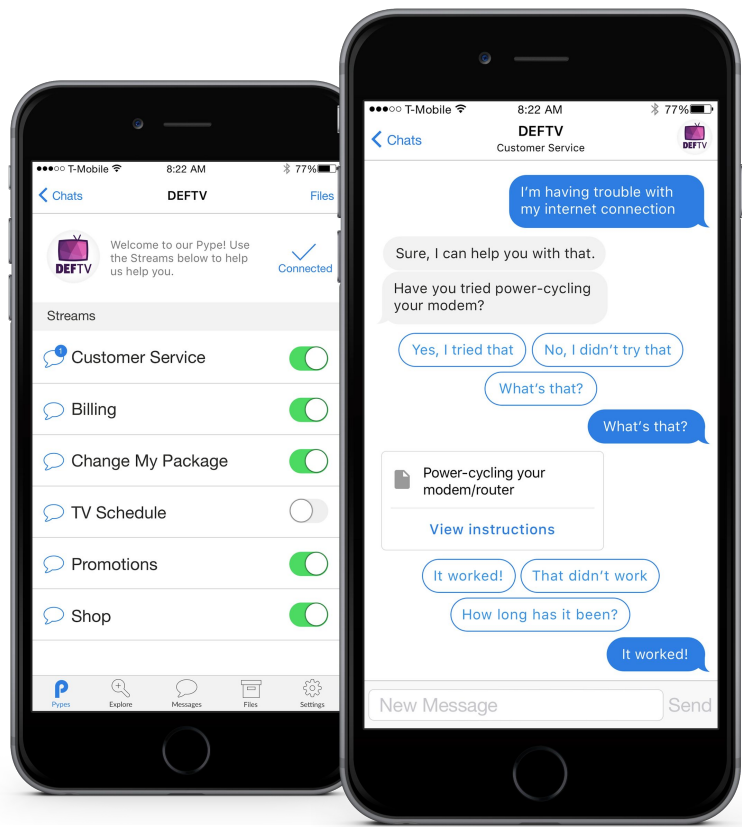 T-Mobile
8:22 AM
77%
Chats
DEFTV
Files
DEFTV
Welcome to our Pype! Use
the Streams below to help
us help you.
Connected
Streams
1
Customer Service
Billing
Change My Package
TV Schedule
Promotions
Shop
Pypes
Explore
Messages
Files
Settings
T-Mobile
8:22 AM
77%
Chats
DEFTV
Customer Service
DEFTV
I'm having trouble with
my internet connection
Sure, I can help you with that.
Have you tried power-cycling
your modem?
Yes, I tried that
No, I didn't try that
What's that?
What's that?
Power-cycling your
modem/router
View instructions
It worked!
That didn't work
How long has it been?
It worked!
New Message
Send